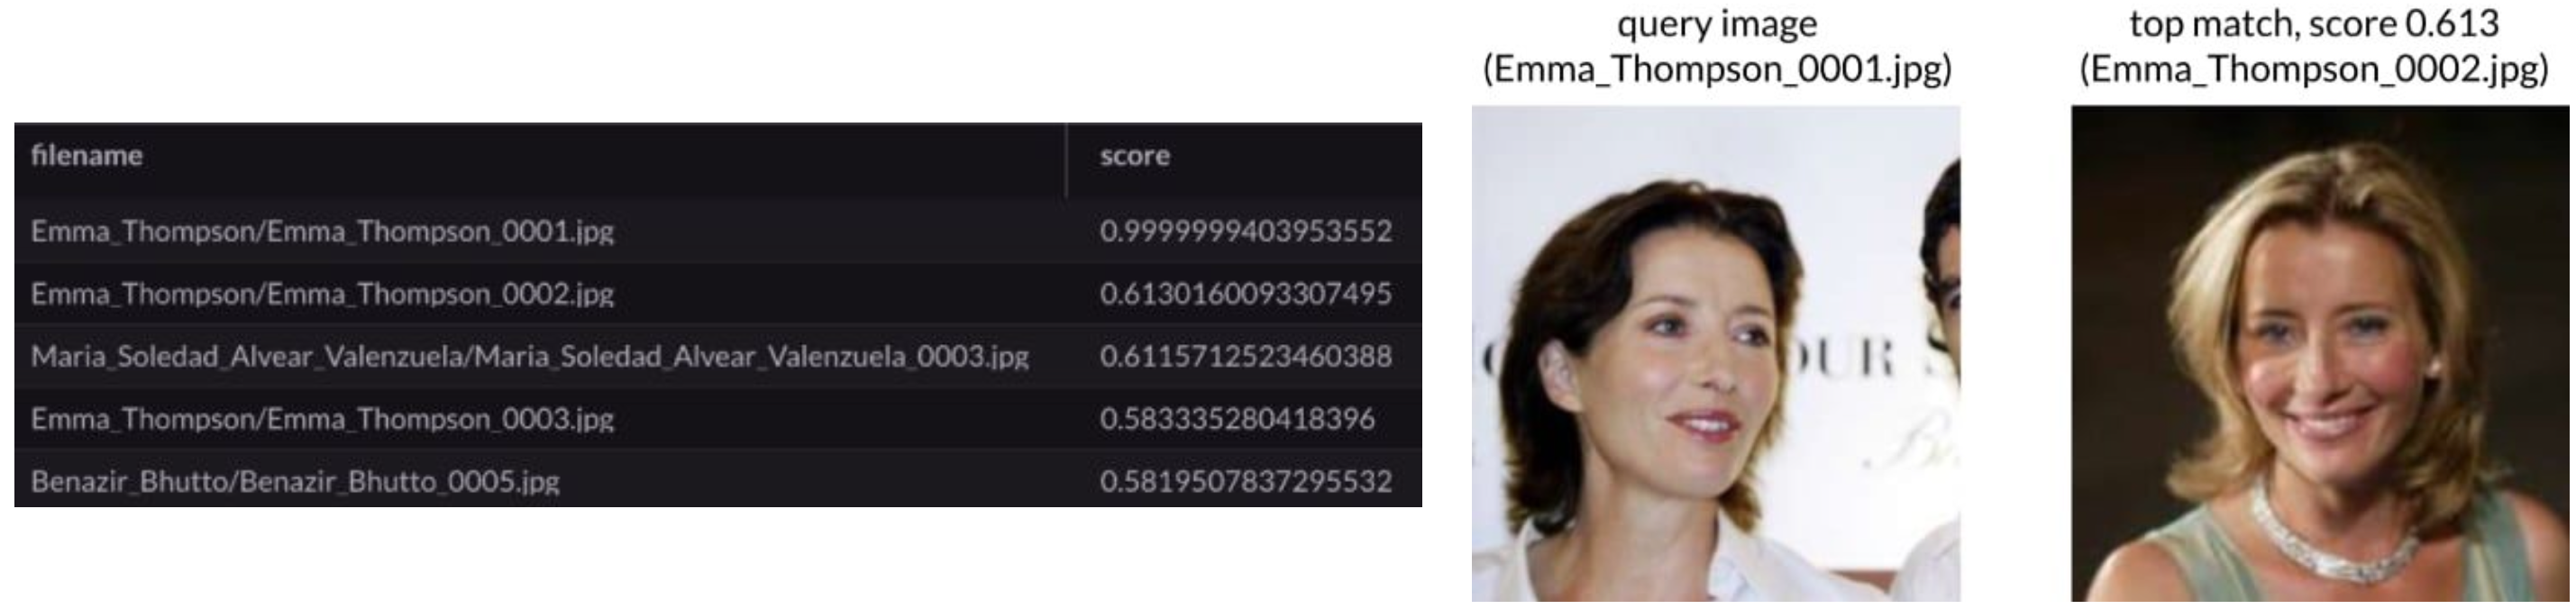 filename score
Emma_Thompson/Emma_Thompson_0001.jpg 0.9999999403953552
Emma_Thompson/Emma_Thompson_0002.jpg 0.6130160093307495
Maria_Soledad_Alvear_Valenzuela/Maria_Soledad_Alvear_Valenzuela_0003.jpg 0.6115712523460388
Emma_Thompson/Emma_Thompson_0003.jpg 0.583335280418396
Benazir_Bhutto/Benazir_Bhutto_0005.jpg 0.5819507837295532
query image
(Emma_Thompson_0001.jpg)
OUR S
top match, score 0.613
(Emma_Thompson_0002.jpg)